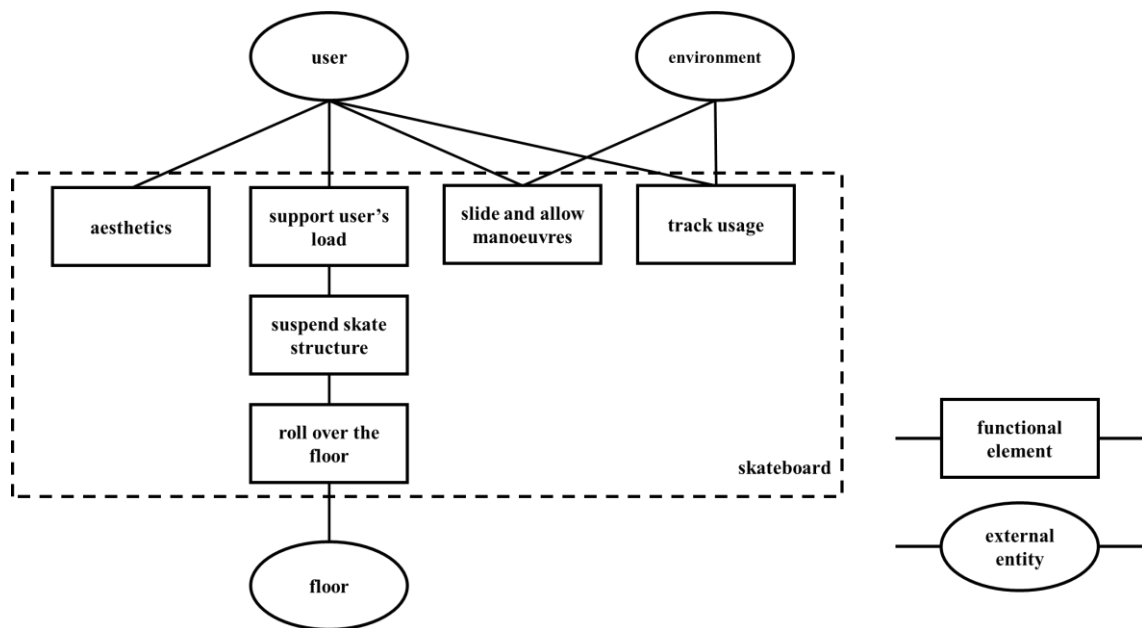 user
environment
aesthetics
support user’s
load
slide and allow
manoeuvres
track usage
suspend skate
structure
roll over the
floor
skateboard
floor
functional
element
external
entity